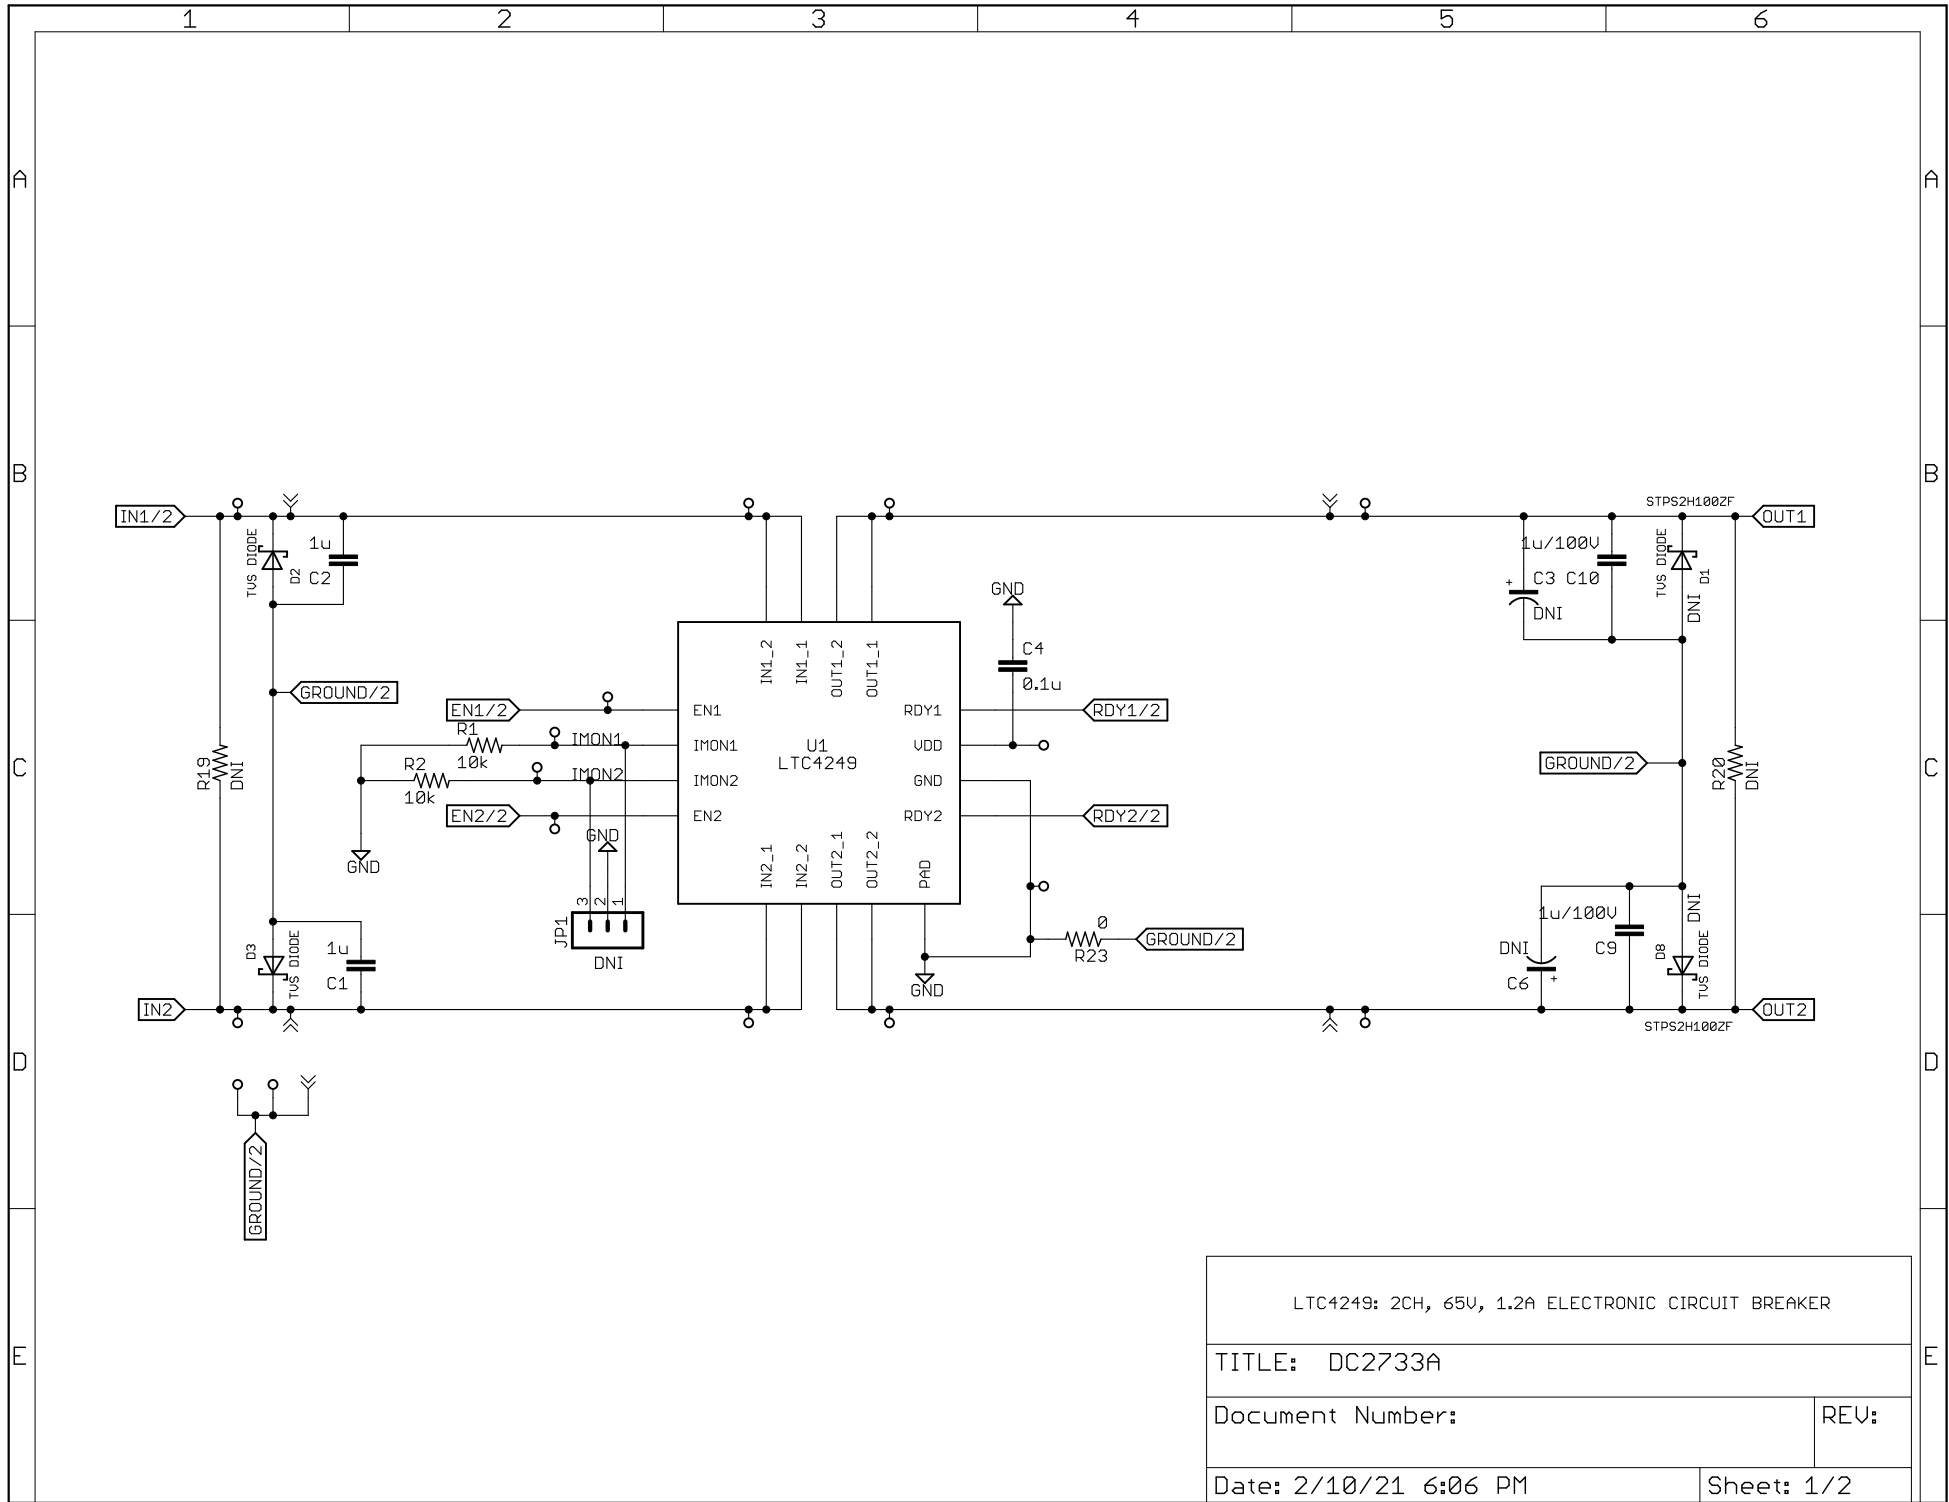 1 2 3 4 5 6
A A
B B
C C
D D
E E
IN1/2
TVS DIODE
D2
1u
C2
R19
DNI
GROUND/2
D3
TVS DIODE
1u
C1
IN2
GROUND/2
EN1/2
R1
10k
IMON1
R2
10k
IMON2
EN2/2
GND
GND
3 2 1
JP1
DNI
IN1_2
IN1_1
OUT1_2
OUT1_1
EN1
IMON1
IMON2
EN2
U1
LTC4249
RDY1
VDD
GND
RDY2
IN2_1
IN2_2
OUT2_1
OUT2_2
PAD
GND
C4
0.1u
RDY1/2
RDY2/2
0
R23
GROUND/2
GND
STPS2H100ZF
OUT1
1u/100V
C3 C10
+
DNI
TVS DIODE
D1
DNI
GROUND/2
R20
DNI
1u/100V
DNI
C6
+
C9
D8
DNI
TVS DIODE
STPS2H100ZF
OUT2
LTC4249: 2CH, 65V, 1.2A ELECTRONIC CIRCUIT BREAKER
TITLE: DC2733A
Document Number:
REV:
Date: 2/10/21 6:06 PM
Sheet: 1/2